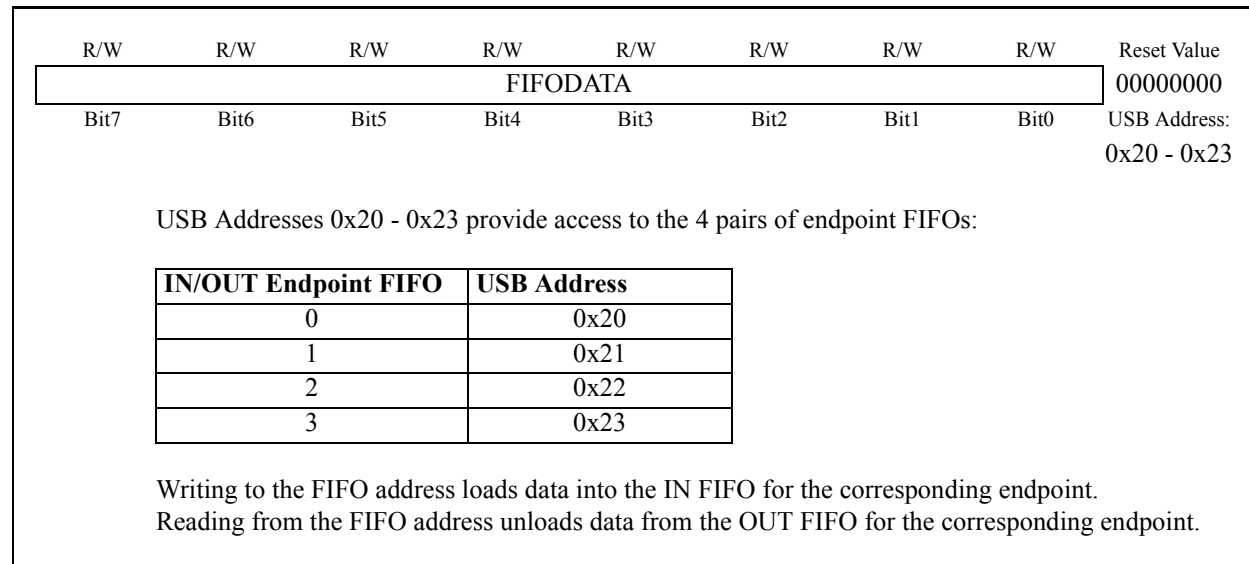 R/W R/W R/W R/W R/W R/W R/W R/W Reset Value
FIFODATA 00000000
Bit7 Bit6 Bit5 Bit4 Bit3 Bit2 Bit1 Bit0 USB Address:
0x20 - 0x23
USB Addresses 0x20 - 0x23 provide access to the 4 pairs of endpoint FIFOs:
IN/OUT Endpoint FIFO USB Address
0 0x20
1 0x21
2 0x22
3 0x23
Writing to the FIFO address loads data into the IN FIFO for the corresponding endpoint.
Reading from the FIFO address unloads data from the OUT FIFO for the corresponding endpoint.